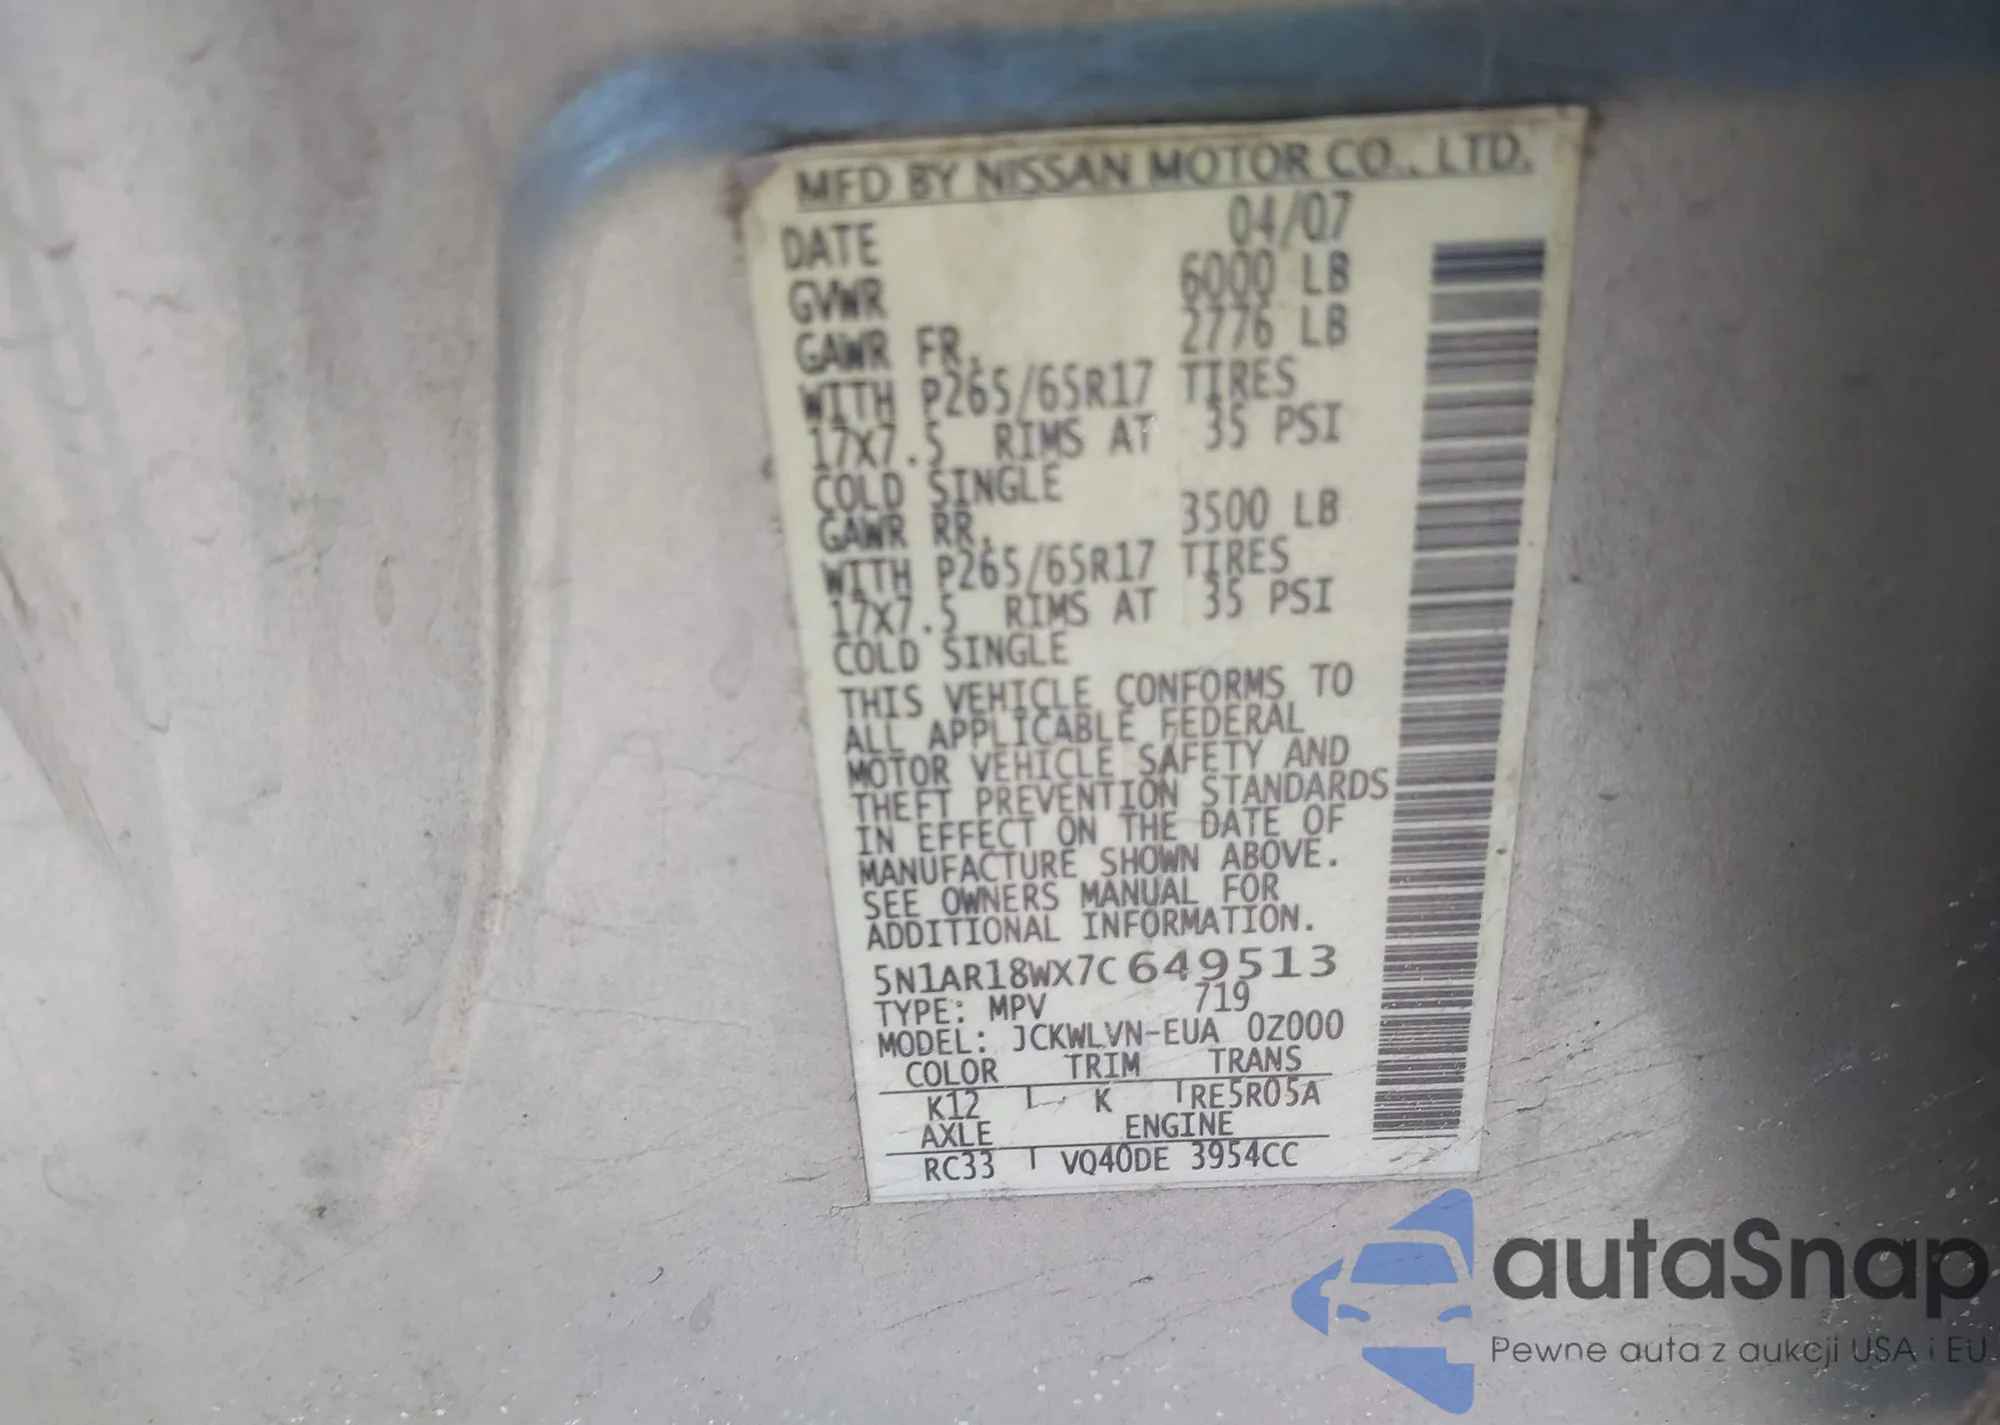 MFD BY NISSAN MOTOR CO., LTD.
DATE 04/07
GVWR 6000 LB
GAWR FR. 2776 LB
WITH P265/65R17 TIRES
17X7.5 RIMS AT 35 PSI
COLD SINGLE
GAWR RR. 3500 LB
WITH P265/65R17 TIRES
17X7.5 RIMS AT 35 PSI
COLD SINGLE
THIS VEHICLE CONFORMS TO
ALL APPLICABLE FEDERAL
MOTOR VEHICLE SAFETY AND
THEFT PREVENTION STANDARDS
IN EFFECT ON THE DATE OF
MANUFACTURE SHOWN ABOVE.
SEE OWNERS MANUAL FOR
ADDITIONAL INFORMATION.
5N1AR18WX7C649513
TYPE: MPV 719
MODEL: JCKWLVN-EUA 0Z000
COLOR TRIM TRANS
K12 K RE5R05A
AXLE ENGINE
RC33 VQ40DE 3954CC
autaSnap
Pewne auta z aukcji USA i EU